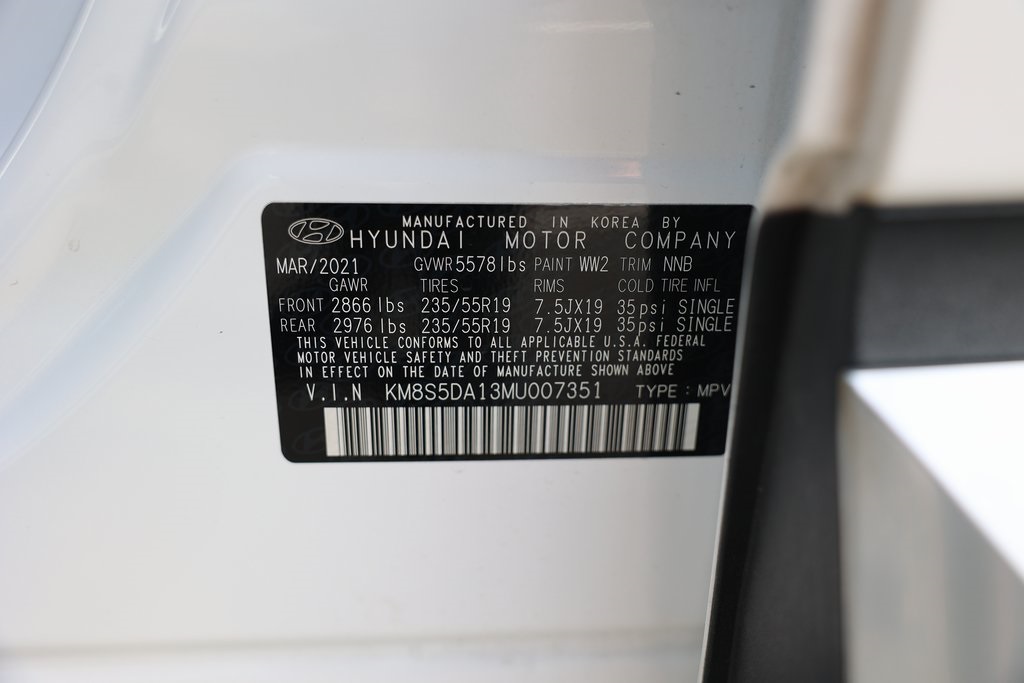 MANUFACTURED IN KOREA BY
HYUNDAI MOTOR COMPANY
MAR/2021 GVWR 5578lbs PAINT WW2 TRIM NNB
GAWR TIRES RIMS COLD TIRE INFL
FRONT 2866 lbs 235/55R19 7.5JX19 35psi SINGLE
REAR 2976 lbs 235/55R19 7.5JX19 35psi SINGLE
THIS VEHICLE CONFORMS TO ALL APPLICABLE U.S.A. FEDERAL
MOTOR VEHICLE SAFETY AND THEFT PREVENTION STANDARDS
IN EFFECT ON THE DATE OF MANUFACTURE SHOWN ABOVE
V.I.N KM8S5DA13MU007351 TYPE : MPV